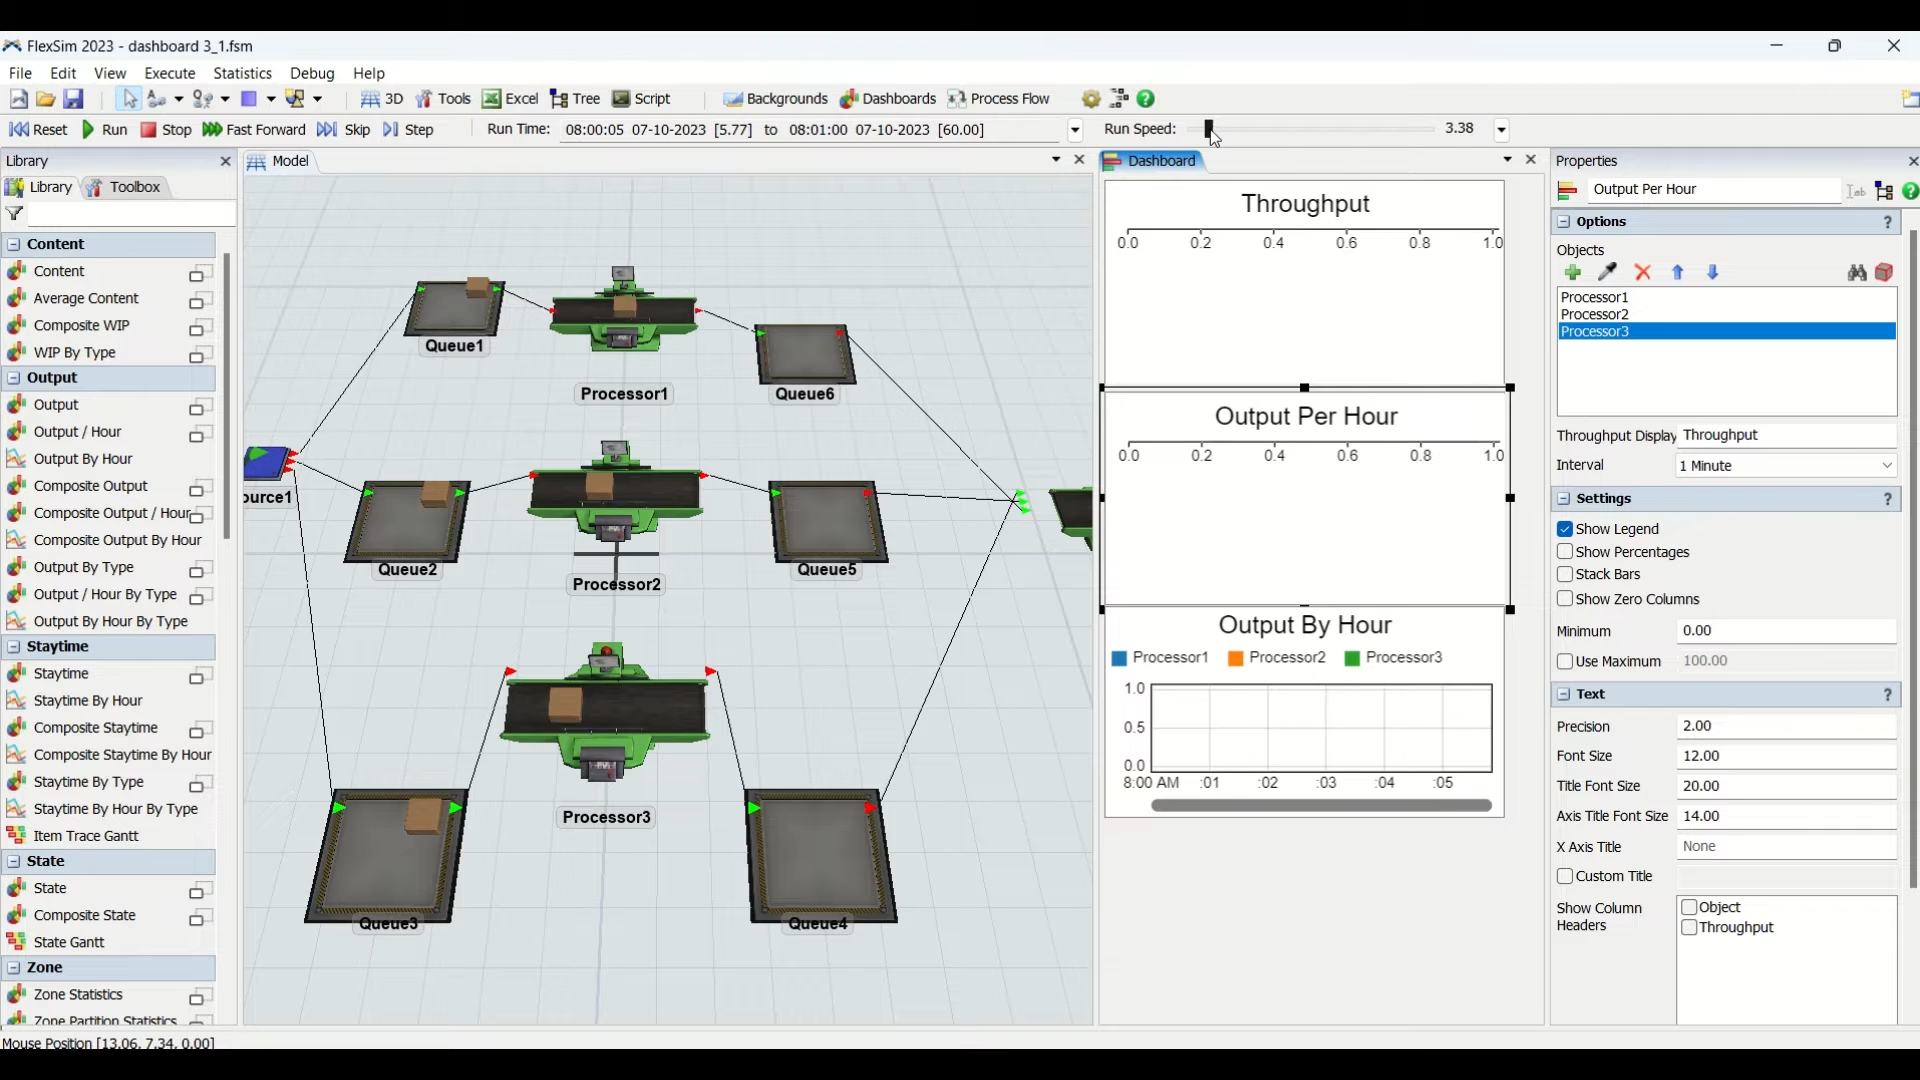 FlexSim 2023 - dashboard 3_1.fsm
File Edit View Execute Statistics Debug Help
3D Tools Excel Tree Script Backgrounds Dashboards Process Flow
Reset Run Stop Fast Forward Skip Step Run Time: 08:00:05 07-10-2023 [5.77] to 08:01:00 07-10-2023 [60.00] Run Speed: 3.38
Library
Library Toolbox
Content
Content
Average Content
Composite WIP
WIP By Type
Output
Output
Output / Hour
Output By Hour
Composite Output
Composite Output / Hour
Composite Output By Hour
Output By Type
Output / Hour By Type
Output By Hour By Type
Staytime
Staytime
Staytime By Hour
Composite Staytime
Composite Staytime By Hour
Staytime By Type
Staytime By Hour By Type
Item Trace Gantt
State
State
Composite State
State Gantt
Zone
Zone Statistics
Zone Partition Statistics
Mouse Position [13.06, 7.34, 0.00]
Model
Queue1
Processor1
Queue6
ource1
Queue2
Processor2
Queue5
Processor3
Queue3
Queue4
Dashboard
Throughput
0.0 0.2 0.4 0.6 0.8 1.0
Output Per Hour
0.0 0.2 0.4 0.6 0.8 1.0
Output By Hour
Processor1 Processor2 Processor3
1.0
0.5
0.0
8:00 AM :01 :02 :03 :04 :05
Properties
Output Per Hour
Options ?
Objects
Processor1
Processor2
Processor3
Throughput Display Throughput
Interval 1 Minute
Settings ?
Show Legend
Show Percentages
Stack Bars
Show Zero Columns
Minimum 0.00
Use Maximum 100.00
Text ?
Precision 2.00
Font Size 12.00
Title Font Size 20.00
Axis Title Font Size 14.00
X Axis Title None
Custom Title
Show Column Headers
Object
Throughput